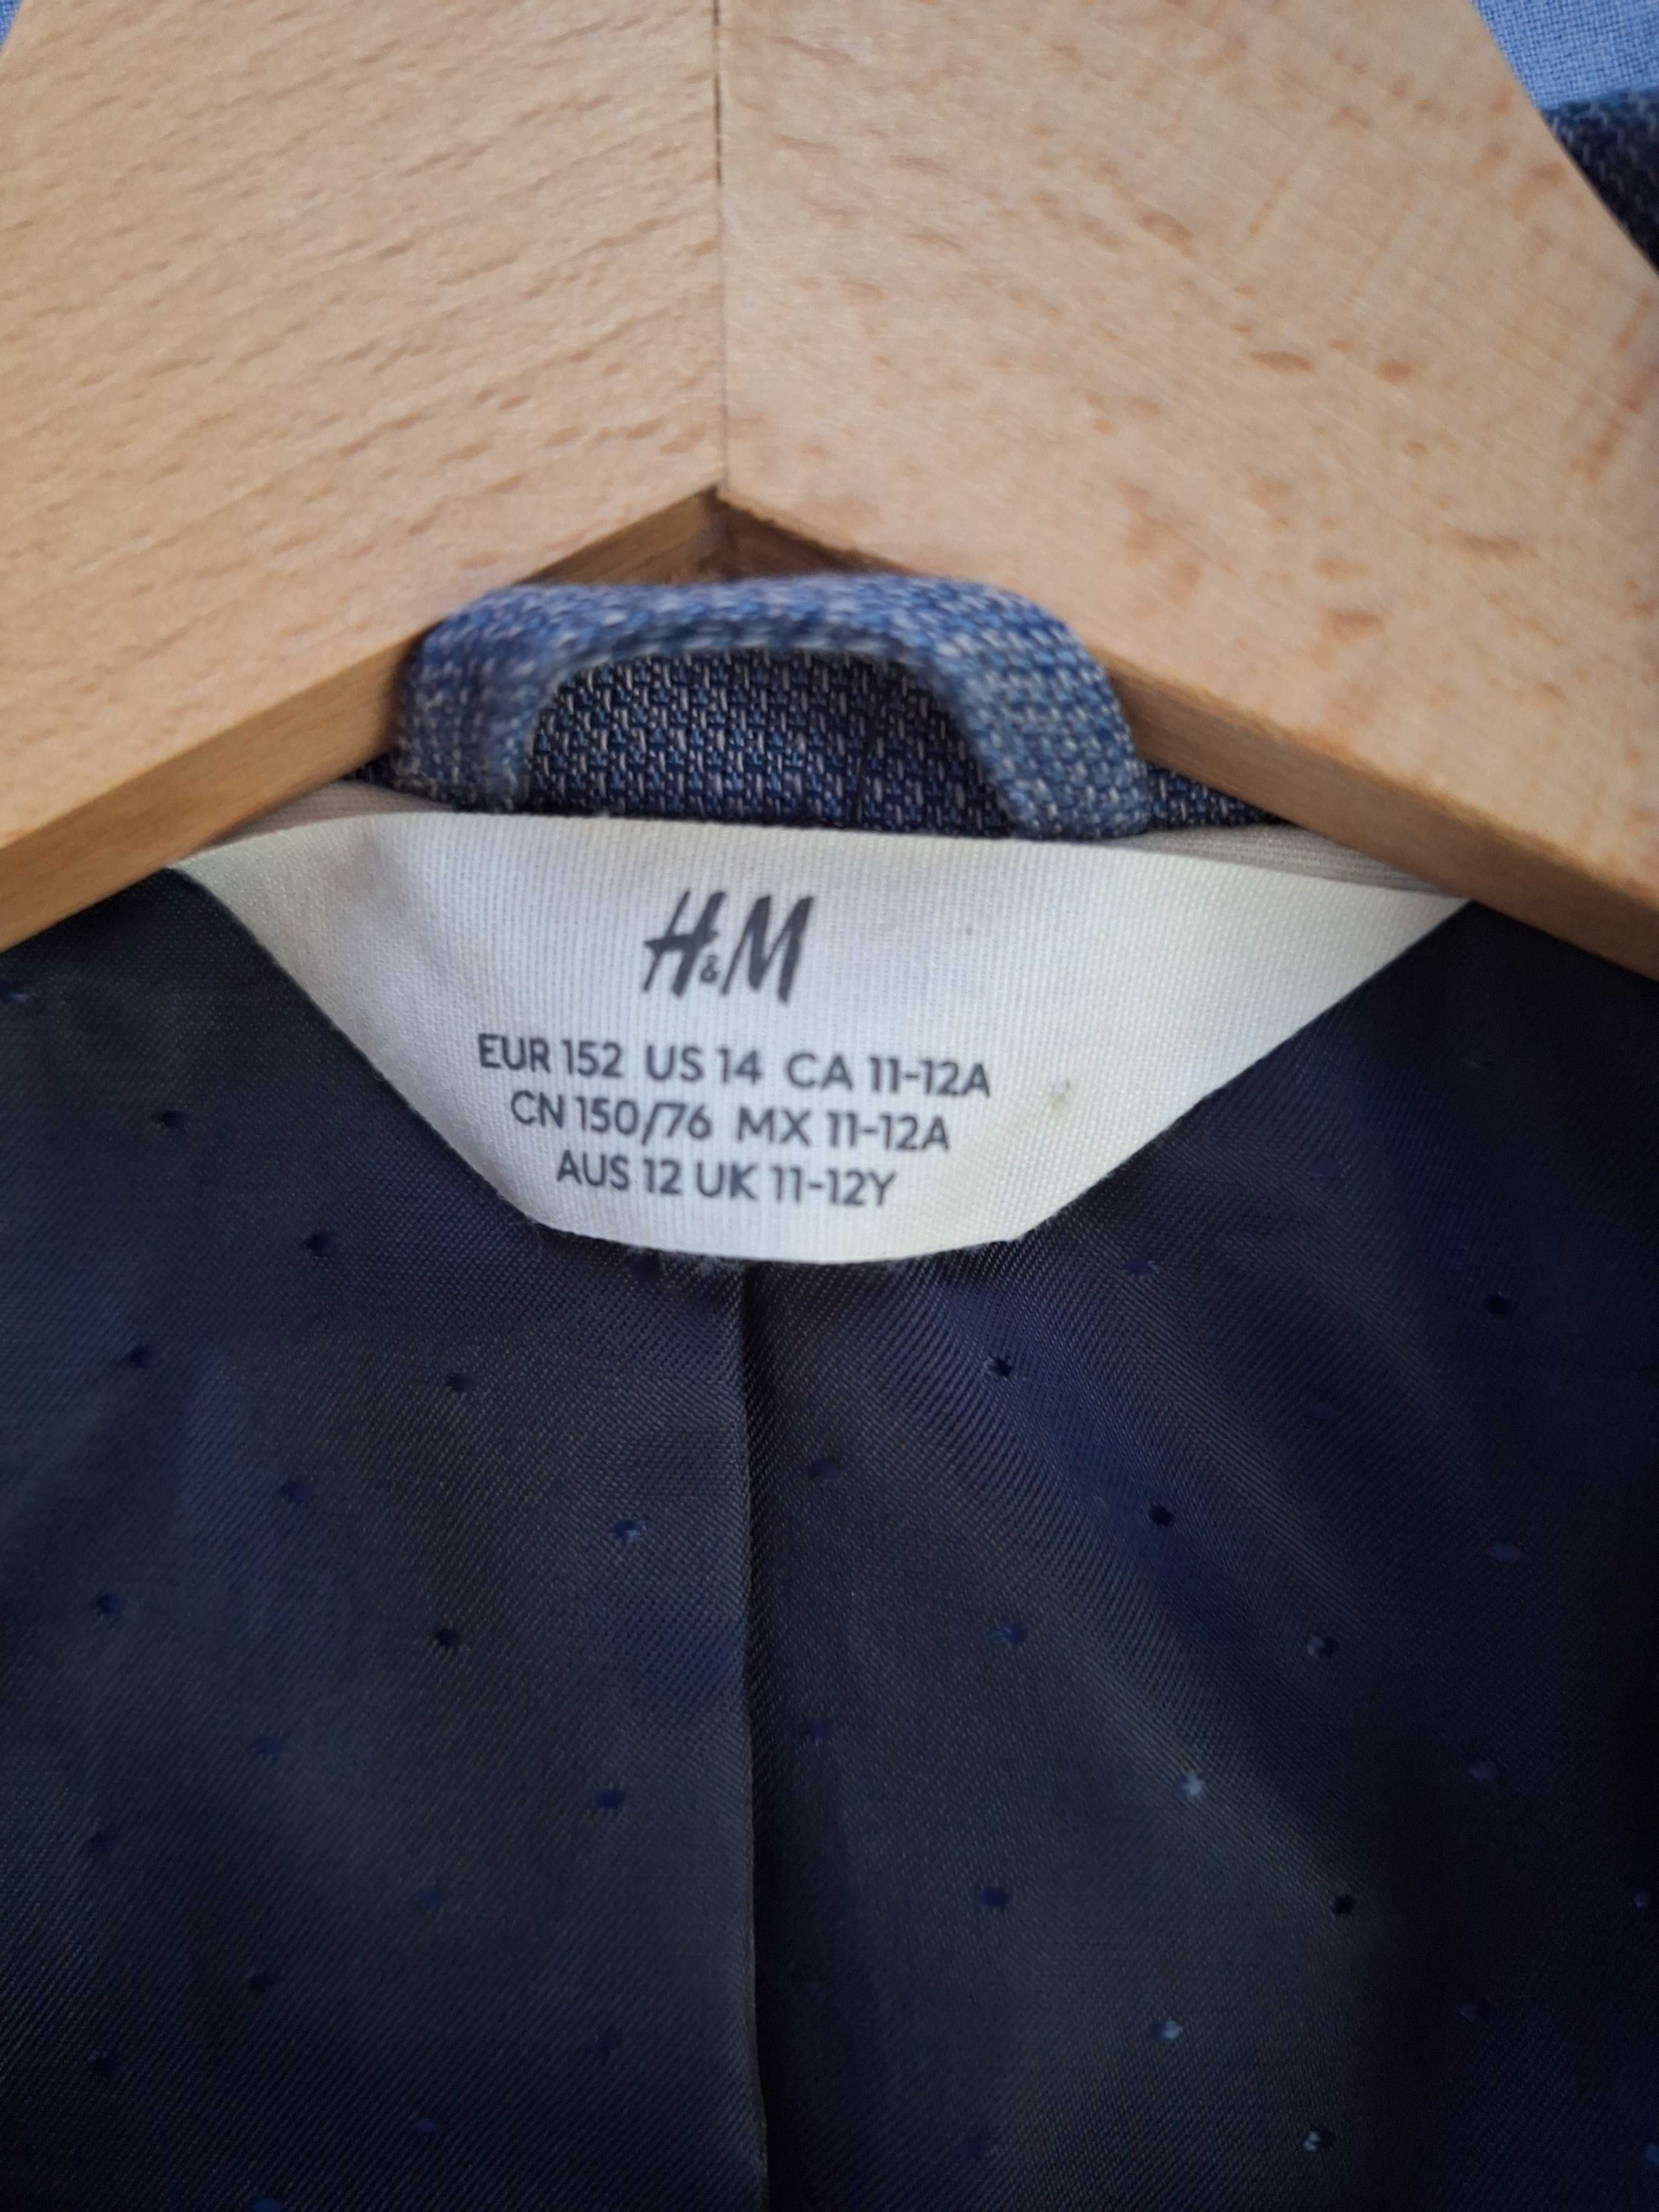 H&M
EUR 152 US 14 CA 11-12A
CN 150/76 MX 11-12A
AUS 12 UK 11-12Y